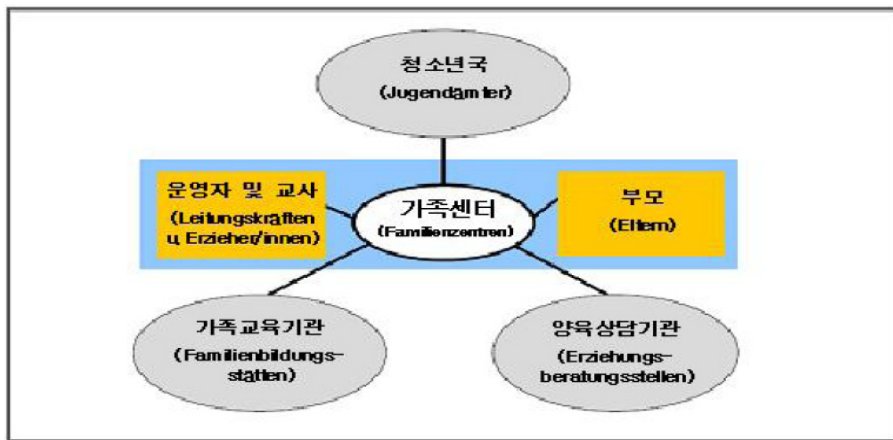 청소년국
(Jugendämter)
운영자 및 교사
(Leitungskräften
u, Erzieher/innen)
가족센터
(Familienzentren)
부모
(Eltern)
가족교육기관
(Familienbildungs-
stätten)
양육상담기관
(Erziehungs-
beratungsstellen)